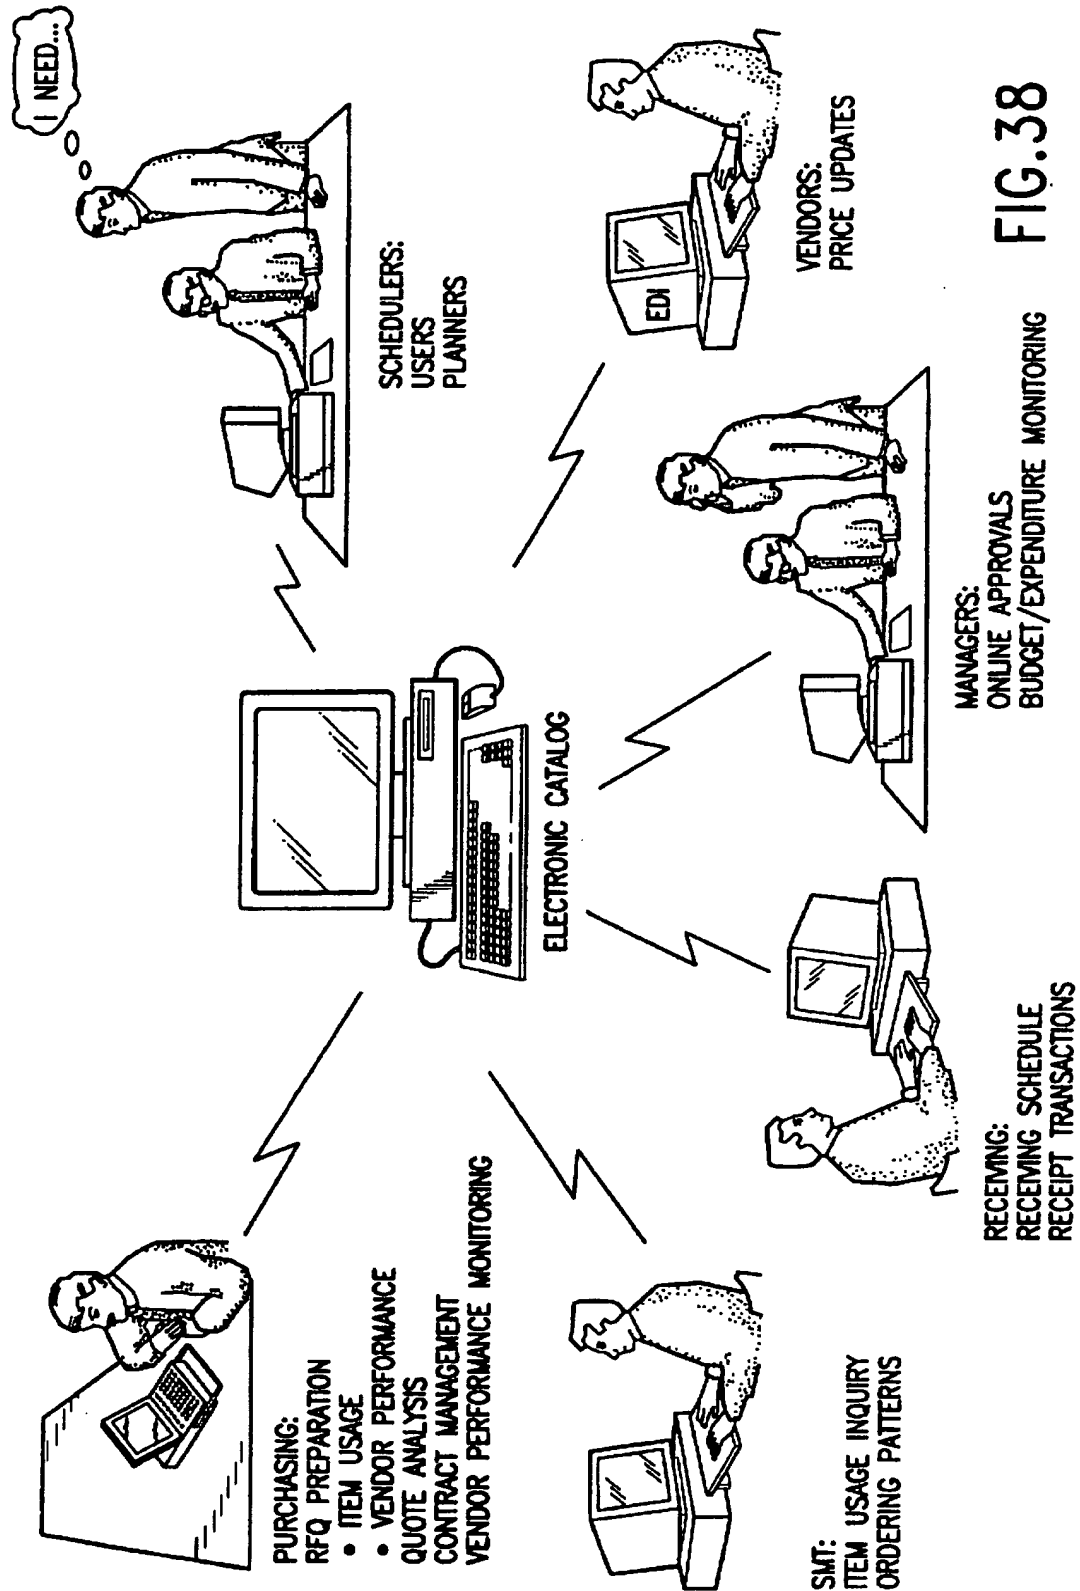 I NEED...
SCHEDULERS:
USERS
PLANNERS
PURCHASING:
RFQ PREPARATION
• ITEM USAGE
• VENDOR PERFORMANCE
QUOTE ANALYSIS
CONTRACT MANAGEMENT
VENDOR PERFORMANCE MONITORING
ELECTRONIC CATALOG
EDI
VENDORS:
PRICE UPDATES
SMT:
ITEM USAGE INQUIRY
ORDERING PATTERNS
RECEIVING:
RECEIVING SCHEDULE
RECEIPT TRANSACTIONS
MANAGERS:
ONLINE APPROVALS
BUDGET/EXPENDITURE MONITORING
FIG.38